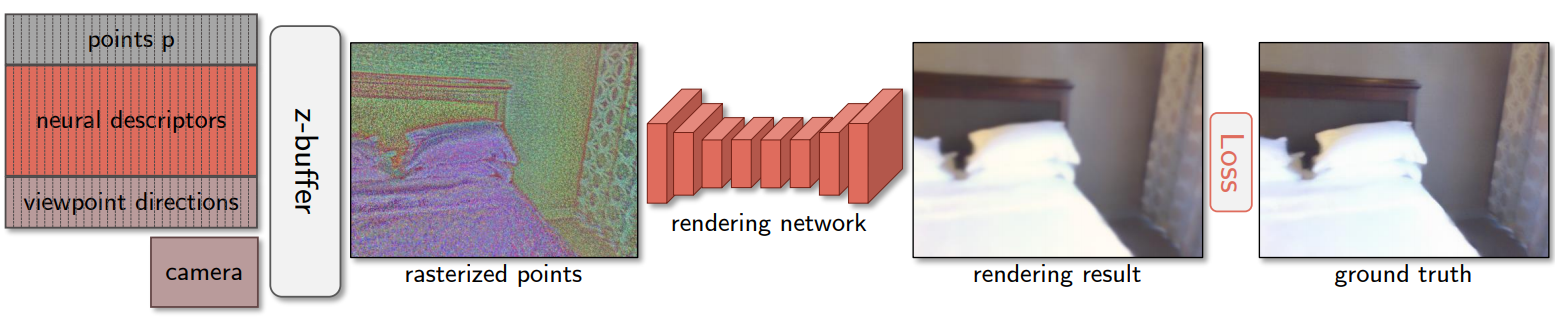 points p
neural descriptors
viewpoint directions
camera
z-buffer
rasterized points
rendering network
rendering result
Loss
ground truth